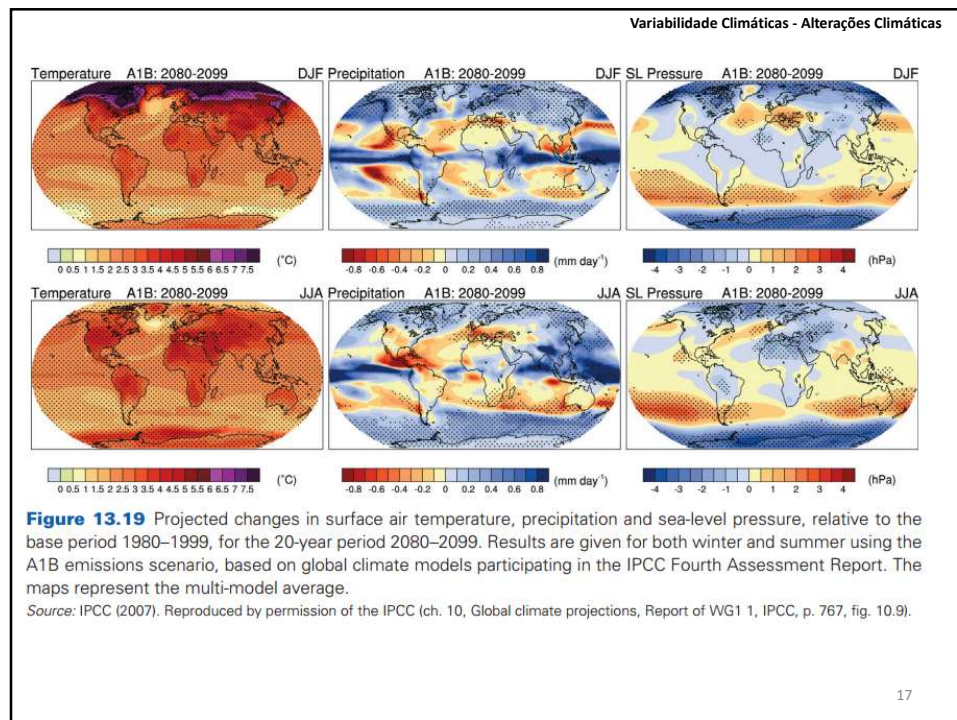 Variabilidade Climáticas - Alterações Climáticas
Temperature A1B: 2080-2099 DJF Precipitation A1B: 2080-2099 DJF SL Pressure A1B: 2080-2099 DJF
0 0.5 1 1.5 2 2.5 3 3.5 4 4.5 5 5.5 6 6.5 7 7.5 (°C) -0.8 -0.6 -0.4 -0.2 0 0.2 0.4 0.6 0.8 (mm day⁻¹) -4 -3 -2 -1 0 1 2 3 4 (hPa)
Temperature A1B: 2080-2099 JJA Precipitation A1B: 2080-2099 JJA SL Pressure A1B: 2080-2099 JJA
0 0.5 1 1.5 2 2.5 3 3.5 4 4.5 5 5.5 6 6.5 7 7.5 (°C) -0.8 -0.6 -0.4 -0.2 0 0.2 0.4 0.6 0.8 (mm day⁻¹) -4 -3 -2 -1 0 1 2 3 4 (hPa)
Figure 13.19 Projected changes in surface air temperature, precipitation and sea-level pressure, relative to the
base period 1980–1999, for the 20-year period 2080–2099. Results are given for both winter and summer using the
A1B emissions scenario, based on global climate models participating in the IPCC Fourth Assessment Report. The
maps represent the multi-model average.
Source: IPCC (2007). Reproduced by permission of the IPCC (ch. 10, Global climate projections, Report of WG1 1, IPCC, p. 767, fig. 10.9).
17